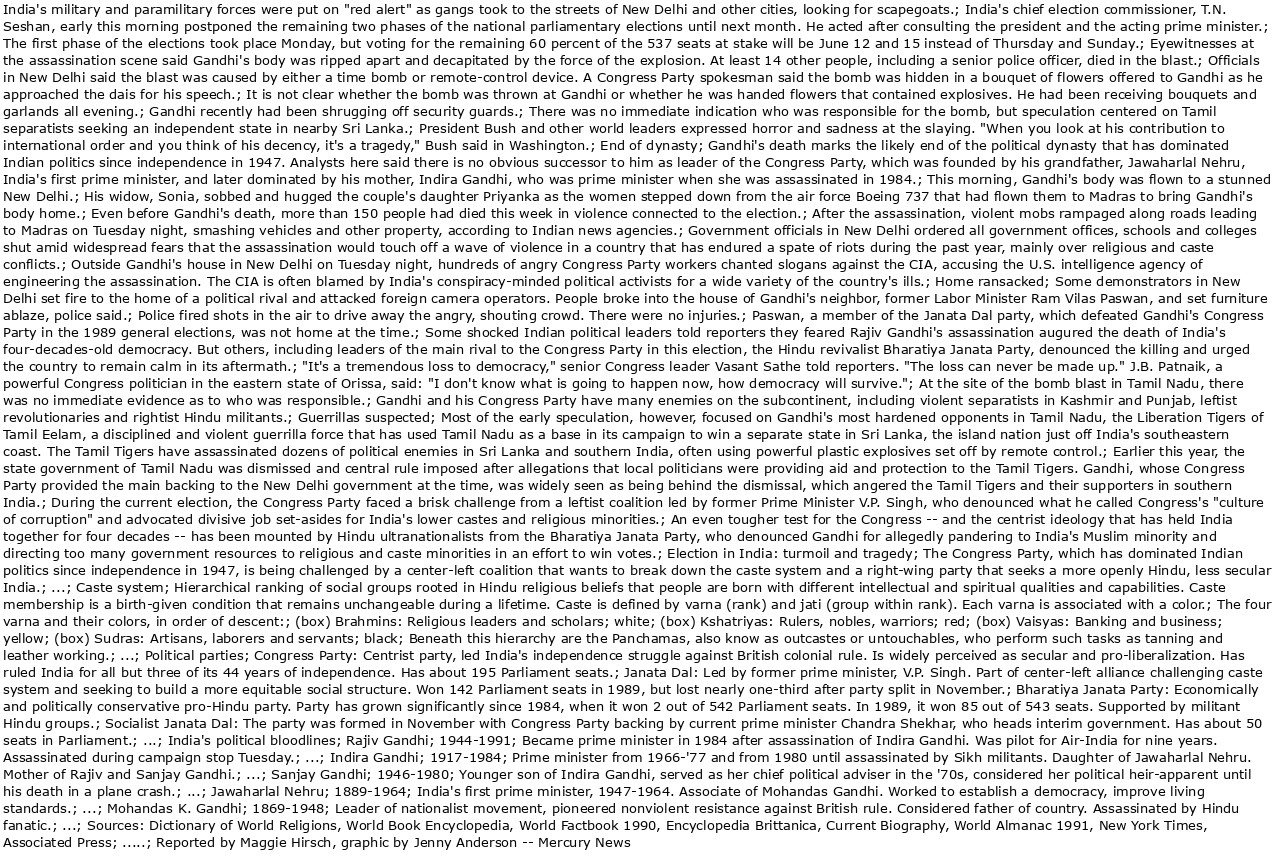 India's military and paramilitary forces were put on "red alert" as gangs took to the streets of New Delhi and other cities, looking for scapegoats.; India's chief election commissioner, T.N.
Seshan, early this morning postponed the remaining two phases of the national parliamentary elections until next month. He acted after consulting the president and the acting prime minister.;
The first phase of the elections took place Monday, but voting for the remaining 60 percent of the 537 seats at stake will be June 12 and 15 instead of Thursday and Sunday.; Eyewitnesses at
the assassination scene said Gandhi's body was ripped apart and decapitated by the force of the explosion. At least 14 other people, including a senior police officer, died in the blast.; Officials
in New Delhi said the blast was caused by either a time bomb or remote-control device. A Congress Party spokesman said the bomb was hidden in a bouquet of flowers offered to Gandhi as he
approached the dais for his speech.; It is not clear whether the bomb was thrown at Gandhi or whether he was handed flowers that contained explosives. He had been receiving bouquets and
garlands all evening.; Gandhi recently had been shrugging off security guards.; There was no immediate indication who was responsible for the bomb, but speculation centered on Tamil
separatists seeking an independent state in nearby Sri Lanka.; President Bush and other world leaders expressed horror and sadness at the slaying. "When you look at his contribution to
international order and you think of his decency, it's a tragedy," Bush said in Washington.; End of dynasty; Gandhi's death marks the likely end of the political dynasty that has dominated
Indian politics since independence in 1947. Analysts here said there is no obvious successor to him as leader of the Congress Party, which was founded by his grandfather, Jawaharlal Nehru,
India's first prime minister, and later dominated by his mother, Indira Gandhi, who was prime minister when she was assassinated in 1984.; This morning, Gandhi's body was flown to a stunned
New Delhi.; His widow, Sonia, sobbed and hugged the couple's daughter Priyanka as the women stepped down from the air force Boeing 737 that had flown them to Madras to bring Gandhi's
body home.; Even before Gandhi's death, more than 150 people had died this week in violence connected to the election.; After the assassination, violent mobs rampaged along roads leading
to Madras on Tuesday night, smashing vehicles and other property, according to Indian news agencies.; Government officials in New Delhi ordered all government offices, schools and colleges
shut amid widespread fears that the assassination would touch off a wave of violence in a country that has endured a spate of riots during the past year, mainly over religious and caste
conflicts.; Outside Gandhi's house in New Delhi on Tuesday night, hundreds of angry Congress Party workers chanted slogans against the CIA, accusing the U.S. intelligence agency of
engineering the assassination. The CIA is often blamed by India's conspiracy-minded political activists for a wide variety of the country's ills.; Home ransacked; Some demonstrators in New
Delhi set fire to the home of a political rival and attacked foreign camera operators. People broke into the house of Gandhi's neighbor, former Labor Minister Ram Vilas Paswan, and set furniture
ablaze, police said.; Police fired shots in the air to drive away the angry, shouting crowd. There were no injuries.; Paswan, a member of the Janata Dal party, which defeated Gandhi's Congress
Party in the 1989 general elections, was not home at the time.; Some shocked Indian political leaders told reporters they feared Rajiv Gandhi's assassination augured the death of India's
four-decades-old democracy. But others, including leaders of the main rival to the Congress Party in this election, the Hindu revivalist Bharatiya Janata Party, denounced the killing and urged
the country to remain calm in its aftermath.; "It's a tremendous loss to democracy," senior Congress leader Vasant Sathe told reporters. "The loss can never be made up." J.B. Patnaik, a
powerful Congress politician in the eastern state of Orissa, said: "I don't know what is going to happen now, how democracy will survive."; At the site of the bomb blast in Tamil Nadu, there
was no immediate evidence as to who was responsible.; Gandhi and his Congress Party have many enemies on the subcontinent, including violent separatists in Kashmir and Punjab, leftist
revolutionaries and rightist Hindu militants.; Guerrillas suspected; Most of the early speculation, however, focused on Gandhi's most hardened opponents in Tamil Nadu, the Liberation Tigers of
Tamil Eelam, a disciplined and violent guerrilla force that has used Tamil Nadu as a base in its campaign to win a separate state in Sri Lanka, the island nation just off India's southeastern
coast. The Tamil Tigers have assassinated dozens of political enemies in Sri Lanka and southern India, often using powerful plastic explosives set off by remote control.; Earlier this year, the
state government of Tamil Nadu was dismissed and central rule imposed after allegations that local politicians were providing aid and protection to the Tamil Tigers. Gandhi, whose Congress
Party provided the main backing to the New Delhi government at the time, was widely seen as being behind the dismissal, which angered the Tamil Tigers and their supporters in southern
India.; During the current election, the Congress Party faced a brisk challenge from a leftist coalition led by former Prime Minister V.P. Singh, who denounced what he called Congress's "culture
of corruption" and advocated divisive job set-asides for India's lower castes and religious minorities.; An even tougher test for the Congress -- and the centrist ideology that has held India
together for four decades -- has been mounted by Hindu ultranationalists from the Bharatiya Janata Party, who denounced Gandhi for allegedly pandering to India's Muslim minority and
directing too many government resources to religious and caste minorities in an effort to win votes.; Election in India: turmoil and tragedy; The Congress Party, which has dominated Indian
politics since independence in 1947, is being challenged by a center-left coalition that wants to break down the caste system and a right-wing party that seeks a more openly Hindu, less secular
India.; ...; Caste system; Hierarchical ranking of social groups rooted in Hindu religious beliefs that people are born with different intellectual and spiritual qualities and capabilities. Caste
membership is a birth-given condition that remains unchangeable during a lifetime. Caste is defined by varna (rank) and jati (group within rank). Each varna is associated with a color.; The four
varna and their colors, in order of descent:; (box) Brahmins: Religious leaders and scholars; white; (box) Kshatriyas: Rulers, nobles, warriors; red; (box) Vaisyas: Banking and business;
yellow; (box) Sudras: Artisans, laborers and servants; black; Beneath this hierarchy are the Panchamas, also know as outcastes or untouchables, who perform such tasks as tanning and
leather working.; ...; Political parties; Congress Party: Centrist party, led India's independence struggle against British colonial rule. Is widely perceived as secular and pro-liberalization. Has
ruled India for all but three of its 44 years of independence. Has about 195 Parliament seats.; Janata Dal: Led by former prime minister, V.P. Singh. Part of center-left alliance challenging caste
system and seeking to build a more equitable social structure. Won 142 Parliament seats in 1989, but lost nearly one-third after party split in November.; Bharatiya Janata Party: Economically
and politically conservative pro-Hindu party. Party has grown significantly since 1984, when it won 2 out of 542 Parliament seats. In 1989, it won 85 out of 543 seats. Supported by militant
Hindu groups.; Socialist Janata Dal: The party was formed in November with Congress Party backing by current prime minister Chandra Shekhar, who heads interim government. Has about 50
seats in Parliament.; ...; India's political bloodlines; Rajiv Gandhi; 1944-1991; Became prime minister in 1984 after assassination of Indira Gandhi. Was pilot for Air-India for nine years.
Assassinated during campaign stop Tuesday.; ...; Indira Gandhi; 1917-1984; Prime minister from 1966-'77 and from 1980 until assassinated by Sikh militants. Daughter of Jawaharlal Nehru.
Mother of Rajiv and Sanjay Gandhi.; ...; Sanjay Gandhi; 1946-1980; Younger son of Indira Gandhi, served as her chief political adviser in the '70s, considered her political heir-apparent until
his death in a plane crash.; ...; Jawaharlal Nehru; 1889-1964; India's first prime minister, 1947-1964. Associate of Mohandas Gandhi. Worked to establish a democracy, improve living
standards.; ...; Mohandas K. Gandhi; 1869-1948; Leader of nationalist movement, pioneered nonviolent resistance against British rule. Considered father of country. Assassinated by Hindu
fanatic.; ...; Sources: Dictionary of World Religions, World Book Encyclopedia, World Factbook 1990, Encyclopedia Brittanica, Current Biography, World Almanac 1991, New York Times,
Associated Press; .....; Reported by Maggie Hirsch, graphic by Jenny Anderson -- Mercury News